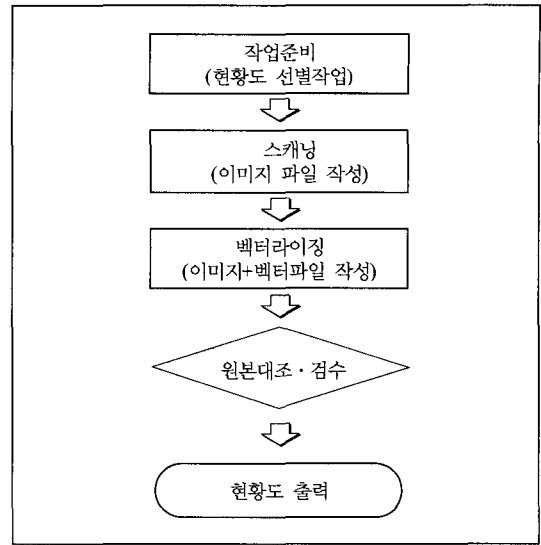 작업준비
(현황도 선별작업)
스캐닝
(이미지 파일 작성)
벡터라이징
(이미지+벡터파일 작성)
원본대조・검수
현황도 출력